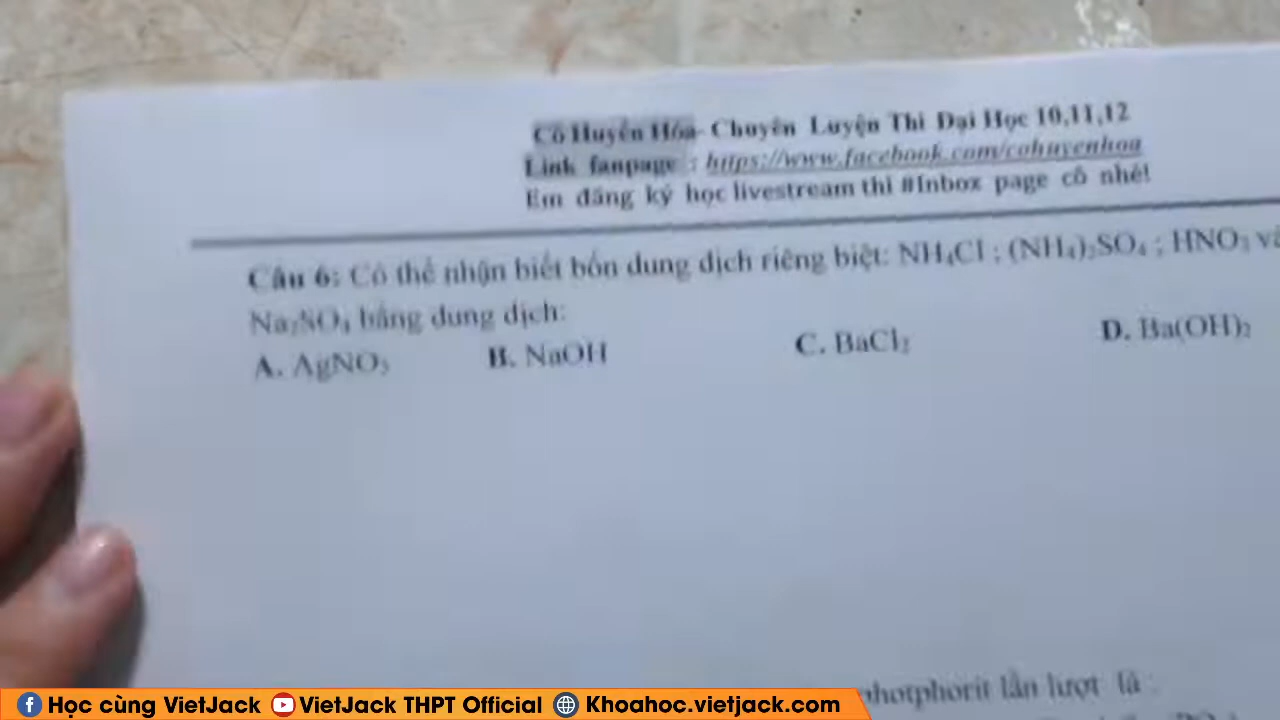 Cô Huyền Hóa- Chuyên Luyện Thi Đại Học 10,11,12
Link fanpage : https://www.facebook.com/cohuyenhoa
Em đăng ký học livestream thì #Inbox page cô nhé!
Câu 6: Có thể nhận biết bốn dung dịch riêng biệt: NH₄Cl ; (NH₄)₂SO₄ ; HNO₃ và
Na₂SO₄ bằng dung dịch:
A. AgNO₃ B. NaOH C. BaCl₂ D. Ba(OH)₂
photphorit lần lượt là :
Học cùng VietJack YouTube VietJack THPT Official Khoahoc.vietjack.com